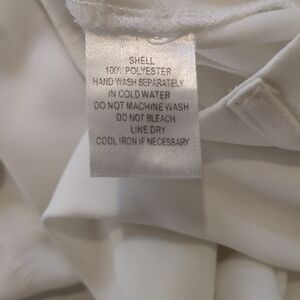 SHELL
100% POLYESTER
HAND WASH SEPARATELY
IN COLD WATER
DO NOT MACHINE WASH
DO NOT BLEACH
LINE DRY
COOL IRON IF NECESSARY